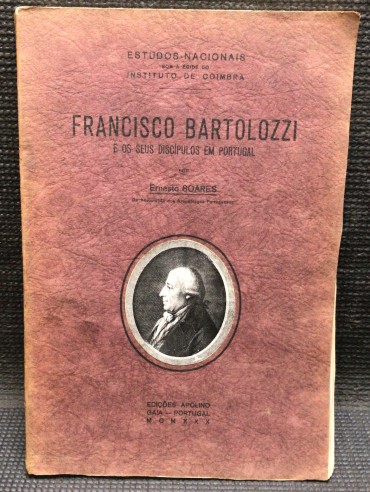 ESTUDOS-NACIONAIS
SOB A EGIDE DO
INSTITUTO DE COIMBRA
FRANCISCO BARTOLOZZI
E OS SEUS DISCÍPULOS EM PORTUGAL
POR
Ernesto SOARES
EDIÇÕES APOLINO
GAIA — PORTUGAL
MCMXXX